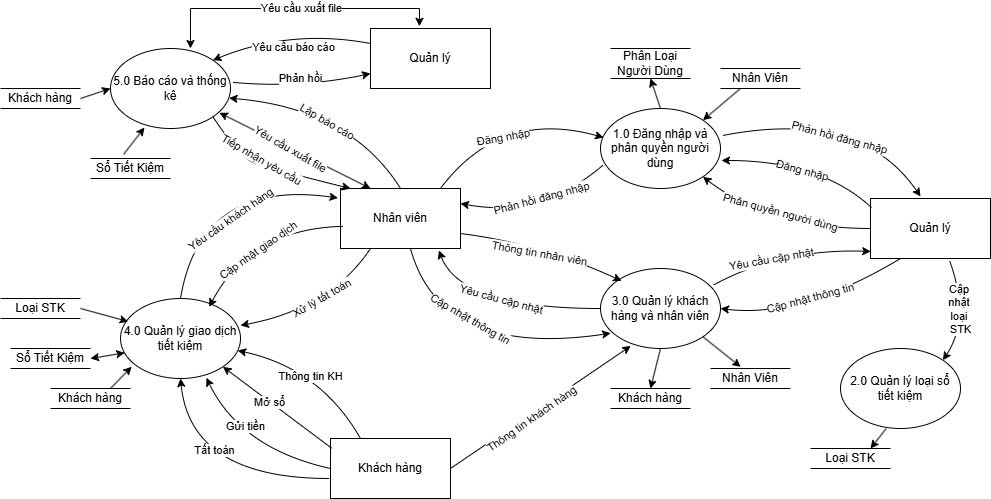 Yêu cầu xuất file
Yêu cầu báo cáo
Quản lý
Phản hồi
5.0 Báo cáo và thống
kê
Khách hàng
Sổ Tiết Kiệm
Lập báo cáo
Yêu cầu xuất file
Tiếp nhận yêu cầu
Phân Loại
Người Dùng
Nhân Viên
Đăng nhập
1.0 Đăng nhập và
phân quyền người
dùng
Phản hồi đăng nhập
Đăng nhập
Phân quyền người dùng
Phản hồi đăng nhập
Quản lý
Nhân viên
Yêu cầu khách hàng
Cập nhật giao dịch
Xử lý tất toán
Thông tin nhân viên
Yêu cầu cập nhật
Cập nhật thông tin
3.0 Quản lý khách
hàng và nhân viên
Yêu cầu cập nhật
Cập nhật thông tin
Cập
nhật
loại
STK
Loại STK
4.0 Quản lý giao dịch
tiết kiệm
Sổ Tiết Kiệm
Khách hàng
Thông tin KH
Mở sổ
Gửi tiền
Tất toán
Khách hàng
Thông tin khách hàng
Khách hàng
Nhân Viên
2.0 Quản lý loại sổ
tiết kiệm
Loại STK